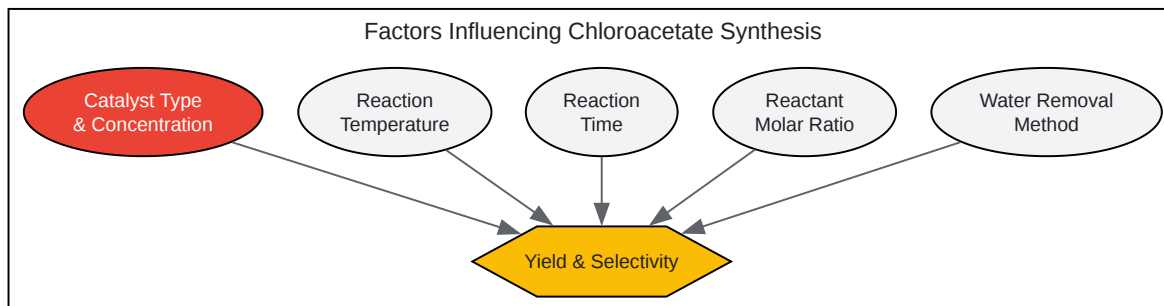 Factors Influencing Chloroacetate Synthesis
Catalyst Type
& Concentration
Reaction
Temperature
Reaction
Time
Reactant
Molar Ratio
Water Removal
Method
Yield & Selectivity